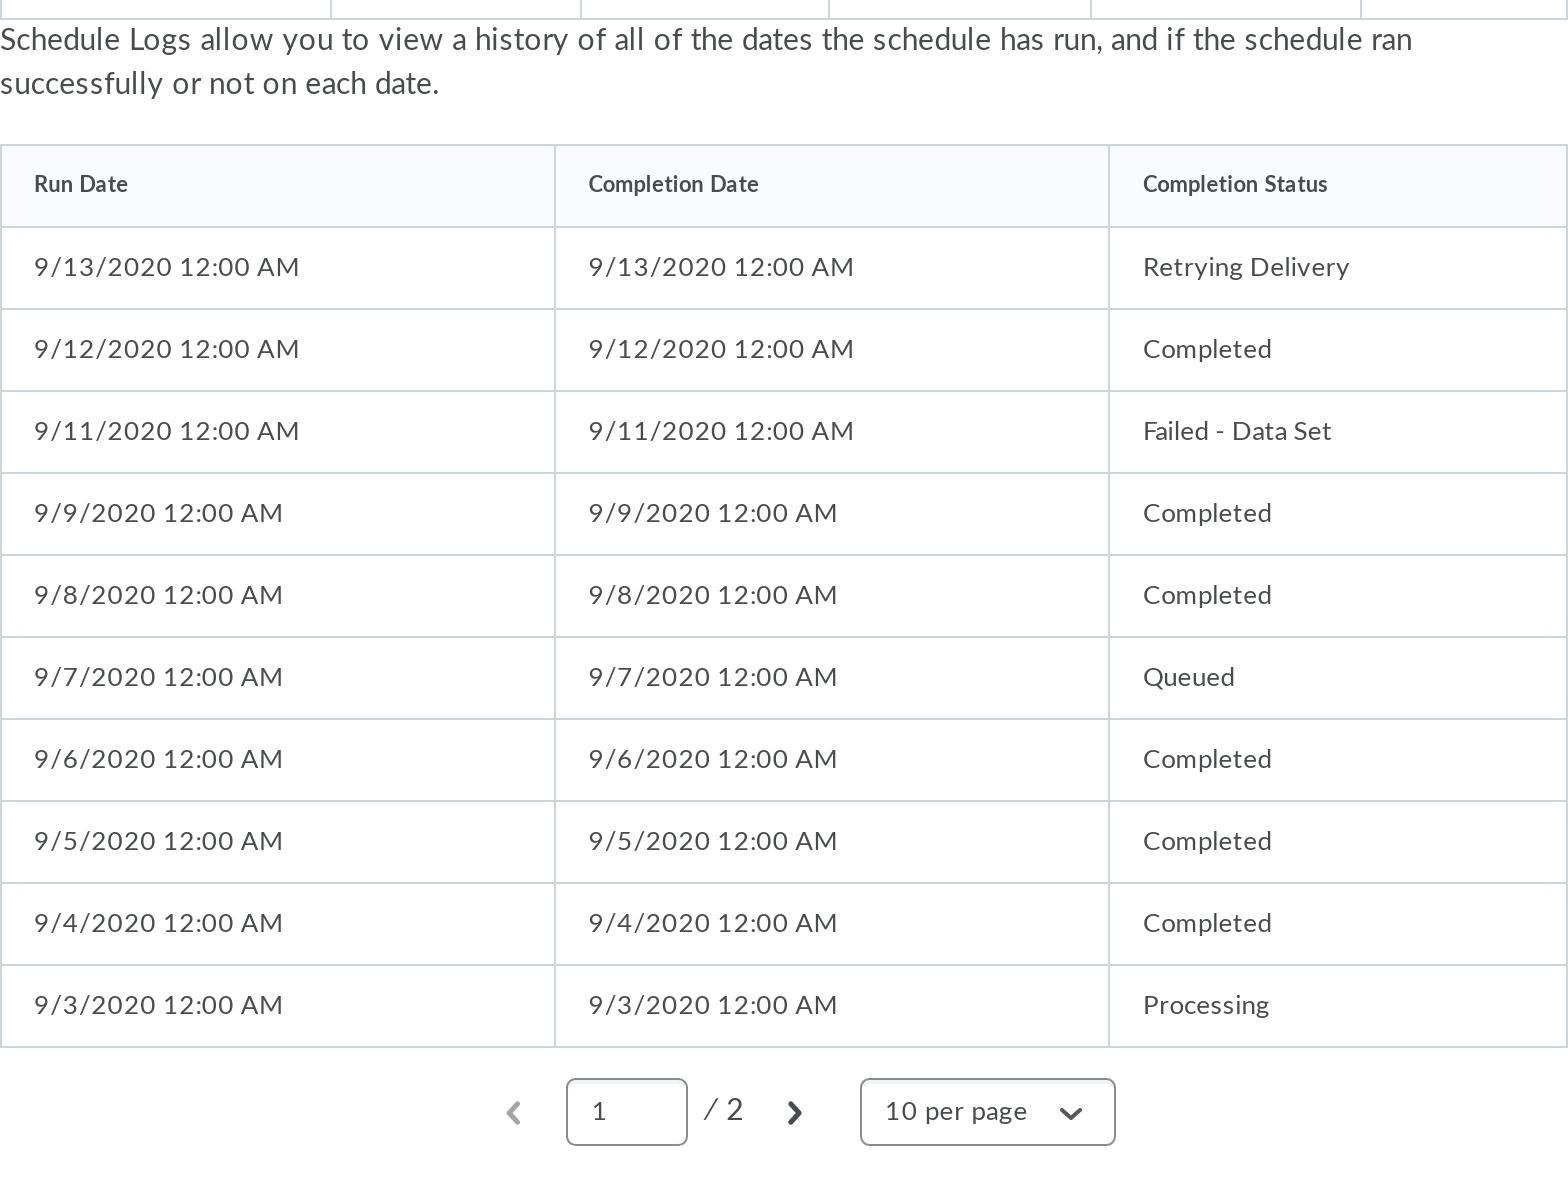 Schedule Logs allow you to view a history of all of the dates the schedule has run, and if the schedule ran
successfully or not on each date.
Run Date Completion Date Completion Status
9/13/2020 12:00 AM 9/13/2020 12:00 AM Retrying Delivery
9/12/2020 12:00 AM 9/12/2020 12:00 AM Completed
9/11/2020 12:00 AM 9/11/2020 12:00 AM Failed - Data Set
9/9/2020 12:00 AM 9/9/2020 12:00 AM Completed
9/8/2020 12:00 AM 9/8/2020 12:00 AM Completed
9/7/2020 12:00 AM 9/7/2020 12:00 AM Queued
9/6/2020 12:00 AM 9/6/2020 12:00 AM Completed
9/5/2020 12:00 AM 9/5/2020 12:00 AM Completed
9/4/2020 12:00 AM 9/4/2020 12:00 AM Completed
9/3/2020 12:00 AM 9/3/2020 12:00 AM Processing
1 / 2 10 per page